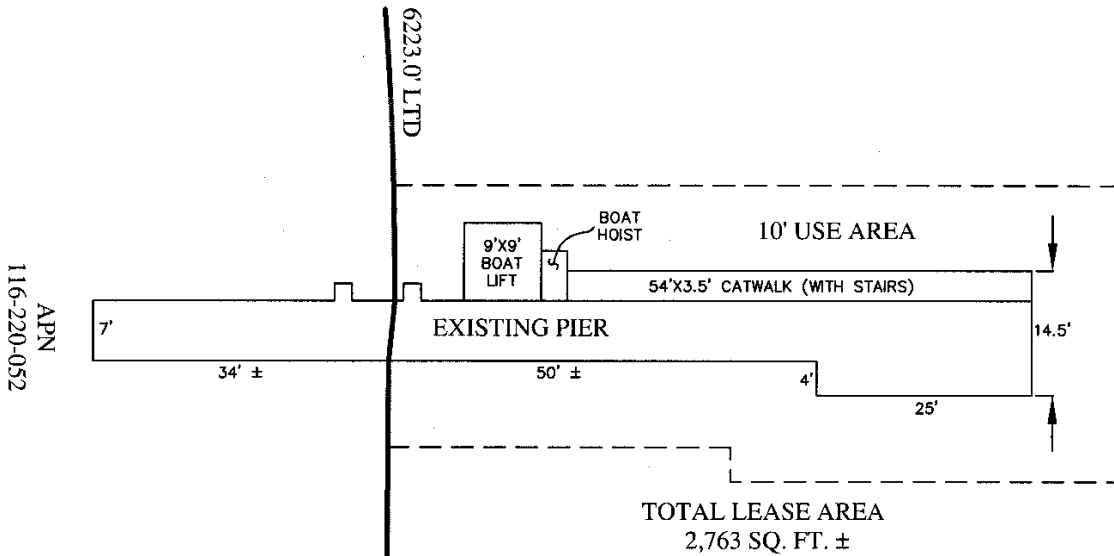 6223.0' LTD
BOAT
HOIST
10' USE AREA
9'X9'
BOAT
LIFT
54'X3.5' CATWALK (WITH STAIRS)
APN
116-220-052
7'
EXISTING PIER
14.5'
34' ±
50' ±
4'
25'
TOTAL LEASE AREA
2,763 SQ. FT. ±